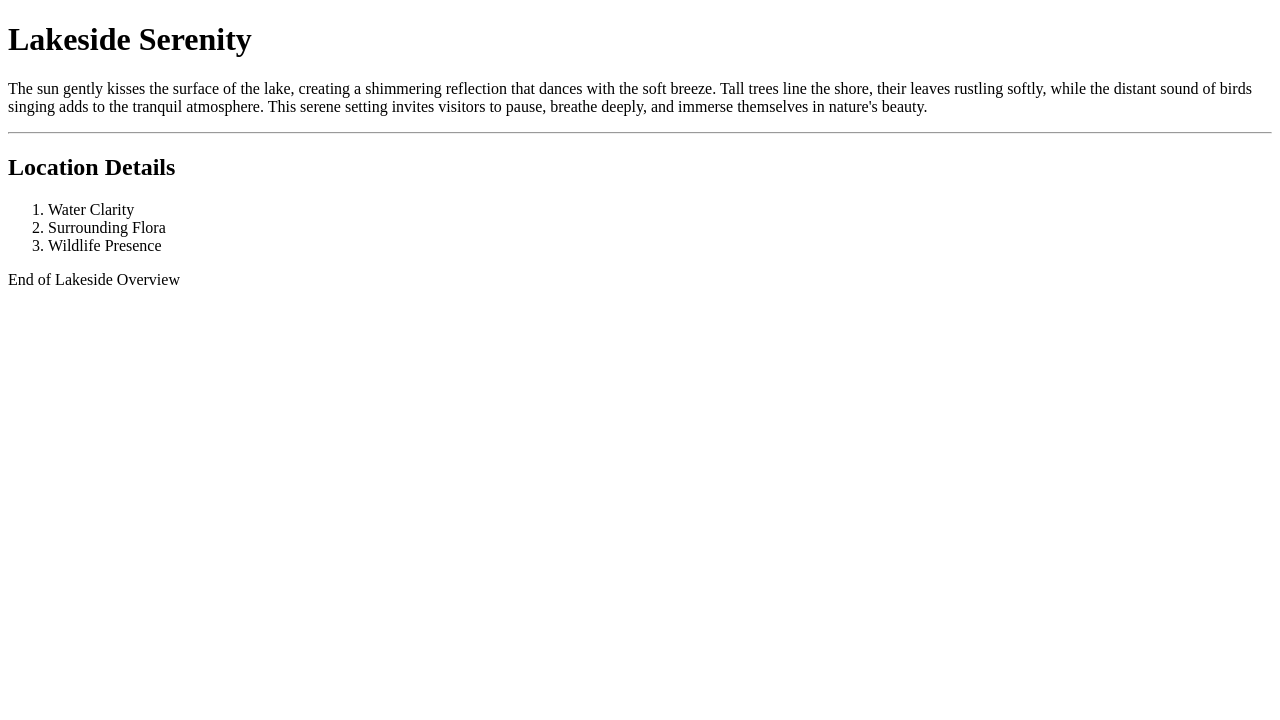 Lakeside Serenity
The sun gently kisses the surface of the lake, creating a shimmering reflection that dances with the soft breeze. Tall trees line the shore, their leaves rustling softly, while the distant sound of birds
singing adds to the tranquil atmosphere. This serene setting invites visitors to pause, breathe deeply, and immerse themselves in nature's beauty.
Location Details
1. Water Clarity
2. Surrounding Flora
3. Wildlife Presence
End of Lakeside Overview